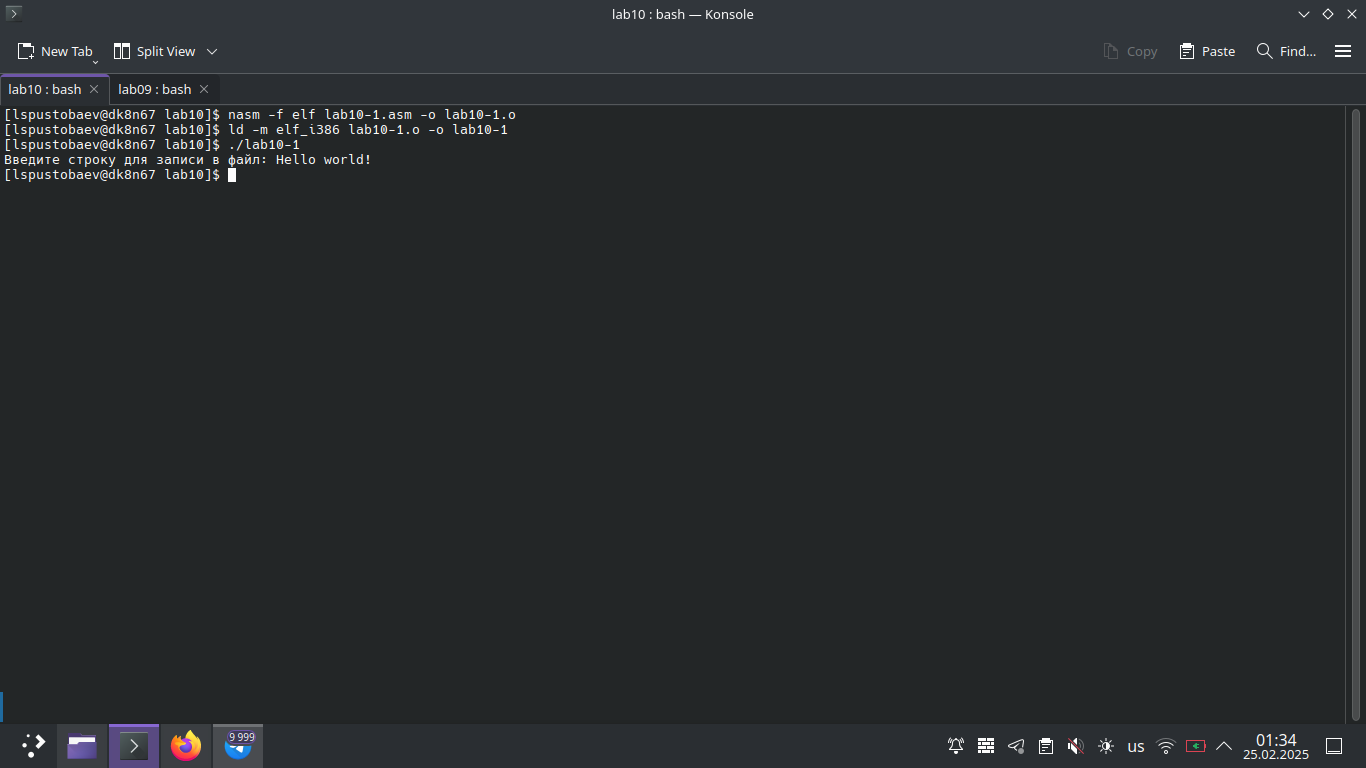 lab10 : bash — Konsole
New Tab Split View Copy Paste Find...
lab10 : bash lab09 : bash
[lspustobaev@dk8n67 lab10]$ nasm -f elf lab10-1.asm -o lab10-1.o
[lspustobaev@dk8n67 lab10]$ ld -m elf_i386 lab10-1.o -o lab10-1
[lspustobaev@dk8n67 lab10]$ ./lab10-1
Введите строку для записи в файл: Hello world!
[lspustobaev@dk8n67 lab10]$
9 999
us
01:34
25.02.2025